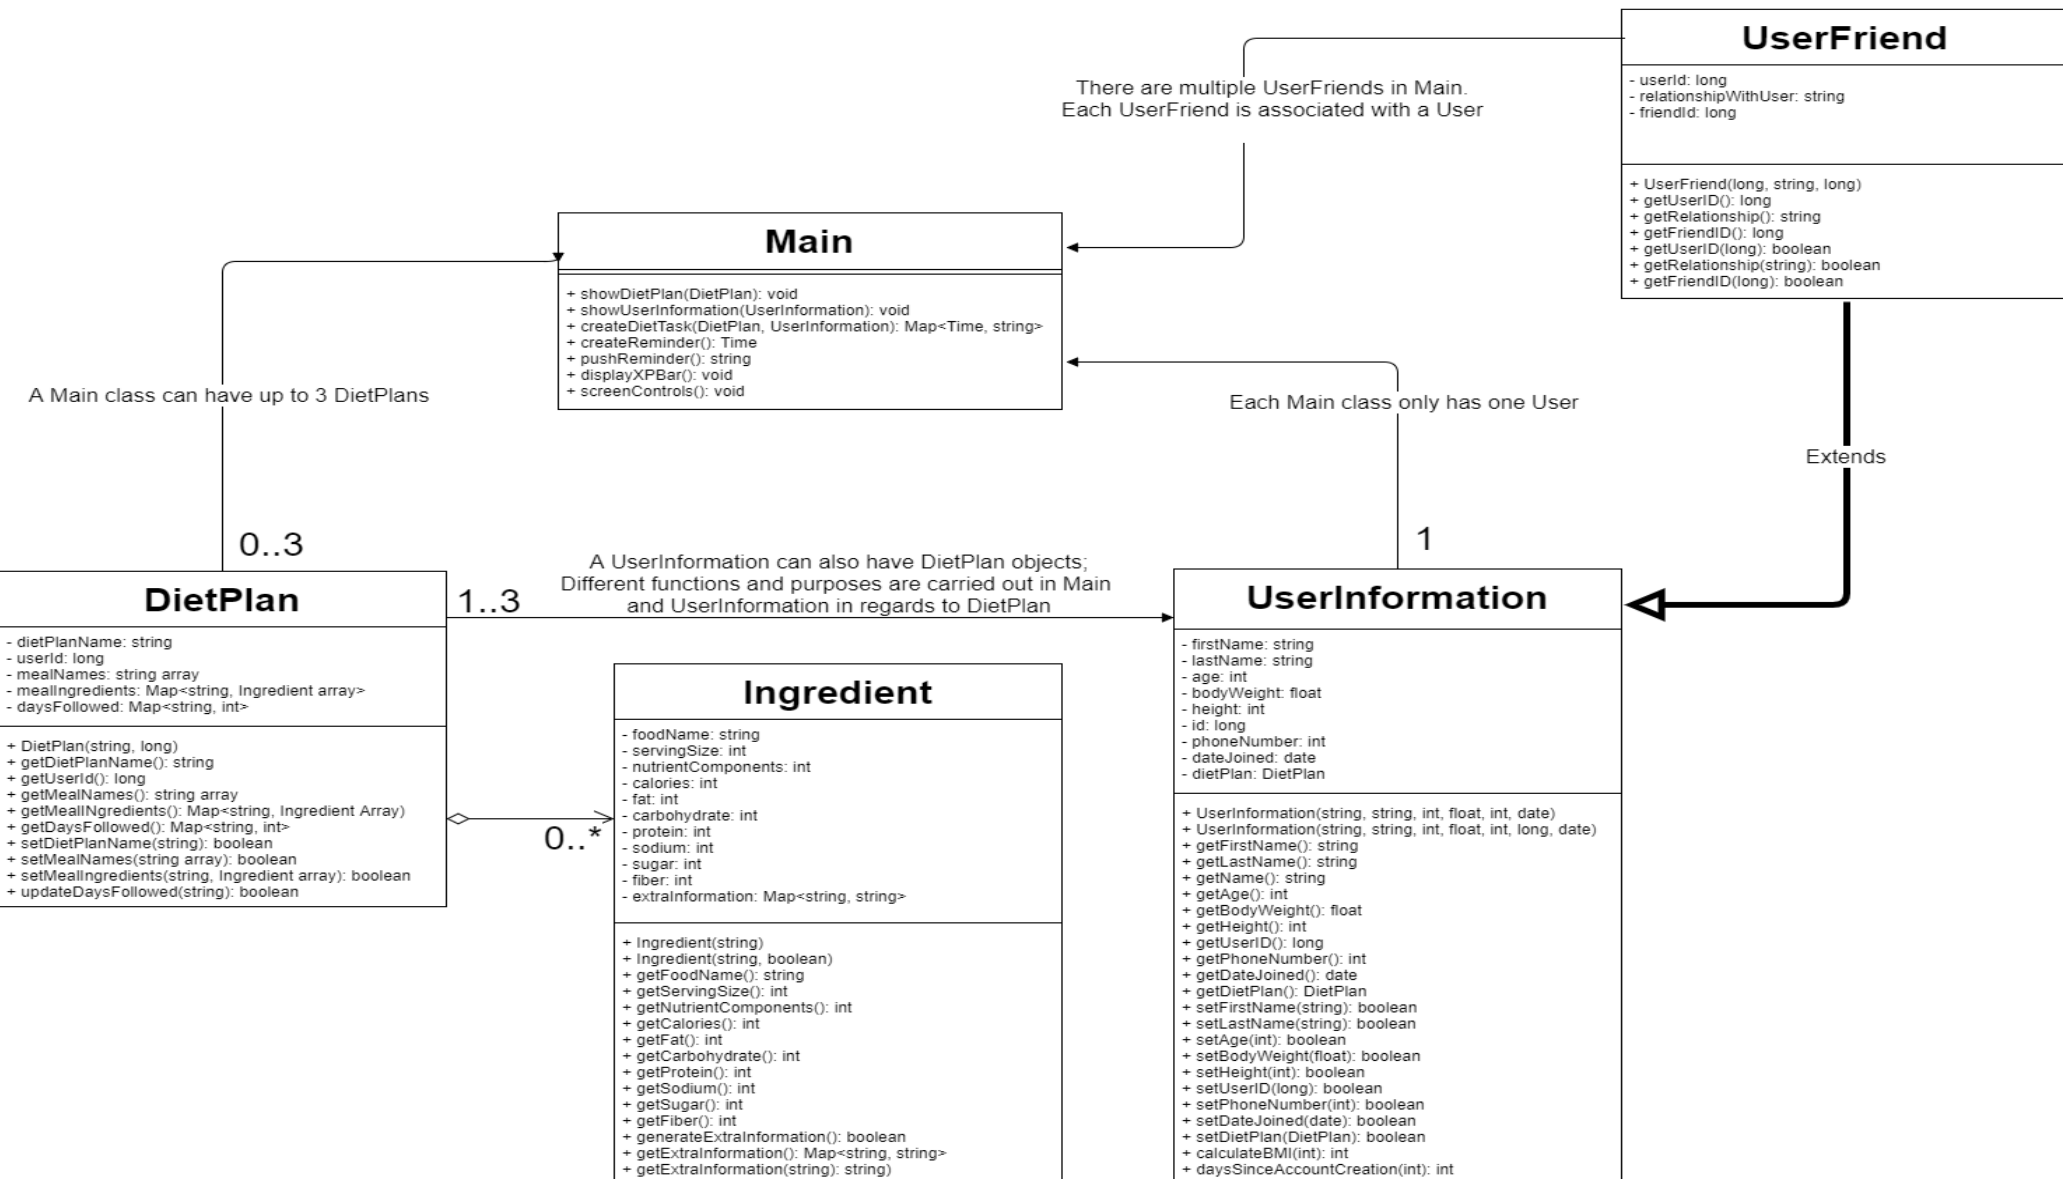 UserFriend
- userId: long
- relationshipWithUser: string
- friendId: long
+ UserFriend(long, string, long)
+ getUserID(): long
+ getRelationship(): string
+ getFriendID(): long
+ getUserID(long): boolean
+ getRelationship(string): boolean
+ getFriendID(long): boolean
There are multiple UserFriends in Main.
Each UserFriend is associated with a User
Main
+ showDietPlan(DietPlan): void
+ showUserInformation(UserInformation): void
+ createDietTask(DietPlan, UserInformation): Map<Time, string>
+ createReminder(): Time
+ pushReminder(): string
+ displayXPBar(): void
+ screenControls(): void
A Main class can have up to 3 DietPlans
Each Main class only has one User
Extends
0..3
1
A UserInformation can also have DietPlan objects;
Different functions and purposes are carried out in Main
and UserInformation in regards to DietPlan
1..3
DietPlan
- dietPlanName: string
- userId: long
- mealNames: string array
- mealIngredients: Map<string, Ingredient array>
- daysFollowed: Map<string, int>
+ DietPlan(string, long)
+ getDietPlanName(): string
+ getUserId(): long
+ getMealNames(): string array
+ getMealINgredients(): Map<string, Ingredient Array)
+ getDaysFollowed(): Map<string, int>
+ setDietPlanName(string): boolean
+ setMealNames(string array): boolean
+ setMealIngredients(string, Ingredient array): boolean
+ updateDaysFollowed(string): boolean
0..*
Ingredient
- foodName: string
- servingSize: int
- nutrientComponents: int
- calories: int
- fat: int
- carbohydrate: int
- protein: int
- sodium: int
- sugar: int
- fiber: int
- extraInformation: Map<string, string>
+ Ingredient(string)
+ Ingredient(string, boolean)
+ getFoodName(): string
+ getServingSize(): int
+ getNutrientComponents(): int
+ getCalories(): int
+ getFat(): int
+ getCarbohydrate(): int
+ getProtein(): int
+ getSodium(): int
+ getSugar(): int
+ getFiber(): int
+ generateExtraInformation(): boolean
+ getExtraInformation(): Map<string, string>
+ getExtraInformation(string): string)
UserInformation
- firstName: string
- lastName: string
- age: int
- bodyWeight: float
- height: int
- id: long
- phoneNumber: int
- dateJoined: date
- dietPlan: DietPlan
+ UserInformation(string, string, int, float, int, date)
+ UserInformation(string, string, int, float, int, long, date)
+ getFirstName(): string
+ getLastName(): string
+ getName(): string
+ getAge(): int
+ getBodyWeight(): float
+ getHeight(): int
+ getUserID(): long
+ getPhoneNumber(): int
+ getDateJoined(): date
+ getDietPlan(): DietPlan
+ setFirstName(string): boolean
+ setLastName(string): boolean
+ setAge(int): boolean
+ setBodyWeight(float): boolean
+ setHeight(int): boolean
+ setUserID(long): boolean
+ setPhoneNumber(int): boolean
+ setDateJoined(date): boolean
+ setDietPlan(DietPlan): boolean
+ calculateBMI(int): int
+ daysSinceAccountCreation(int): int